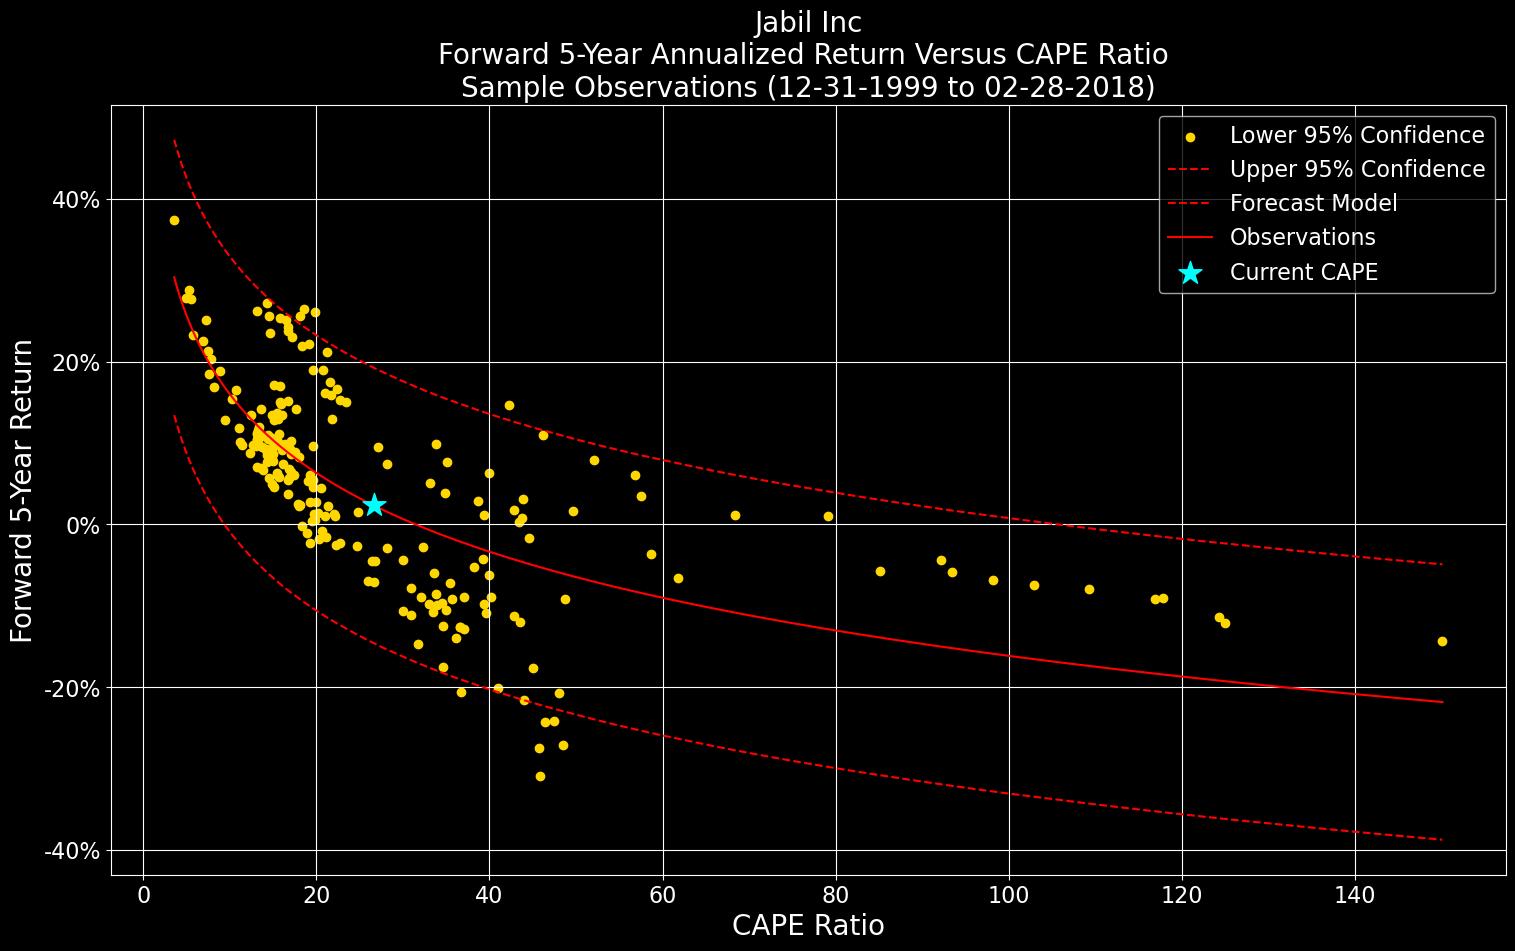 Jabil Inc
Forward 5-Year Annualized Return Versus CAPE Ratio
Sample Observations (12-31-1999 to 02-28-2018)
Lower 95% Confidence
Upper 95% Confidence
Forecast Model
Observations
Current CAPE
Forward 5-Year Return
40%
20%
0%
-20%
-40%
0 20 40 60 80 100 120 140
CAPE Ratio